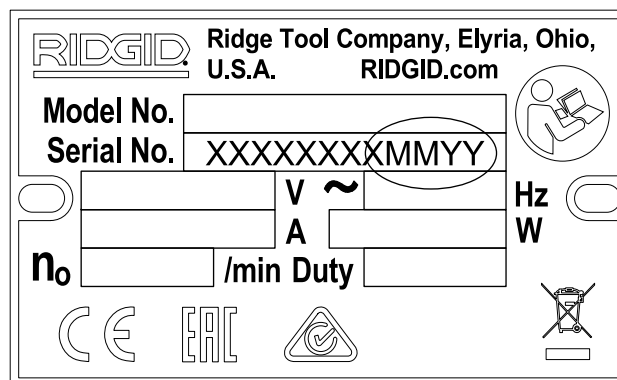 RIDGID. Ridge Tool Company, Elyria, Ohio,
U.S.A. RIDGID.com
Model No.
Serial No. XXXXXXXXMMYY
V ~ Hz
A W
n₀ /min Duty
CE EAC